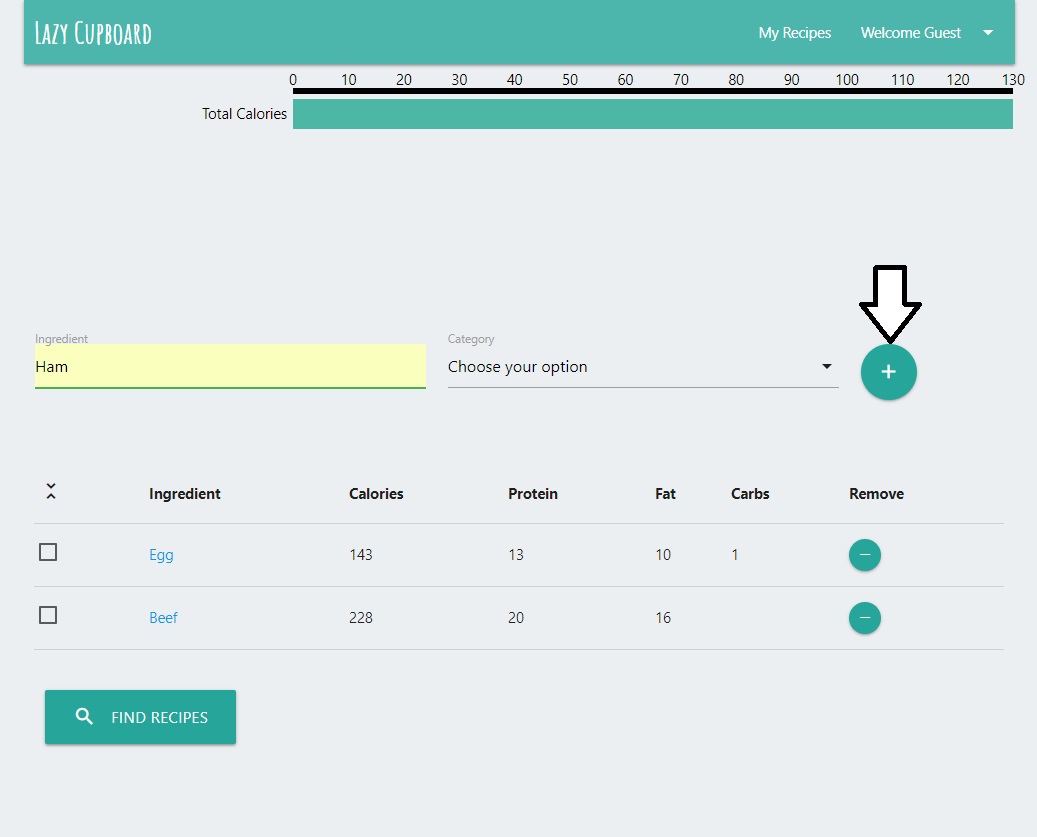 Lazy Cupboard My Recipes Welcome Guest
0 10 20 30 40 50 60 70 80 90 100 110 120 130
Total Calories
Ingredient Category
Ham Choose your option +
Ingredient Calories Protein Fat Carbs Remove
Egg 143 13 10 1
Beef 228 20 16
FIND RECIPES